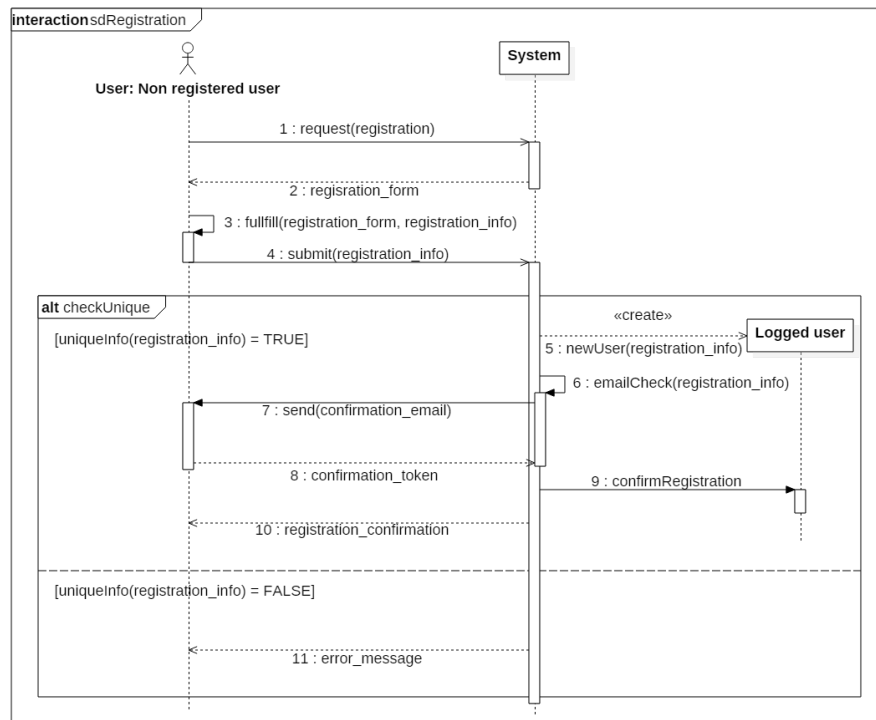 interaction sdRegistration
System
User: Non registered user
1 : request(registration)
2 : regisration_form
3 : fullfill(registration_form, registration_info)
4 : submit(registration_info)
alt checkUnique
«create»
[uniqueInfo(registration_info) = TRUE]
Logged user
5 : newUser(registration_info)
6 : emailCheck(registration_info)
7 : send(confirmation_email)
8 : confirmation_token
9 : confirmRegistration
10 : registration_confirmation
[uniqueInfo(registration_info) = FALSE]
11 : error_message